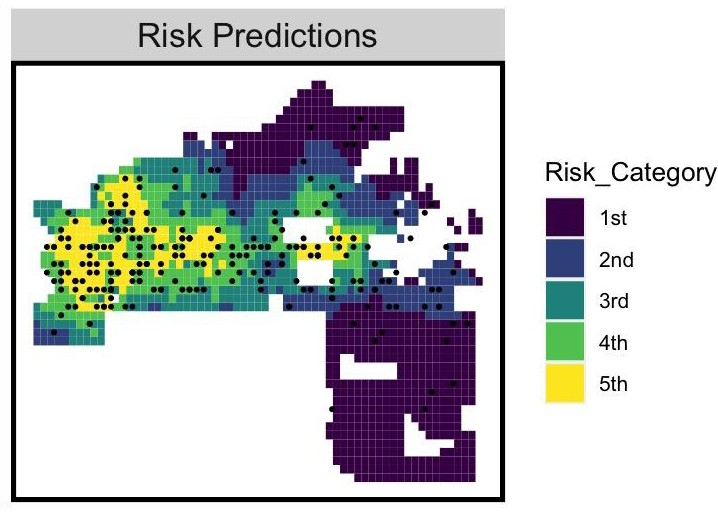 Risk Predictions
Risk_Category
1st
2nd
3rd
4th
5th